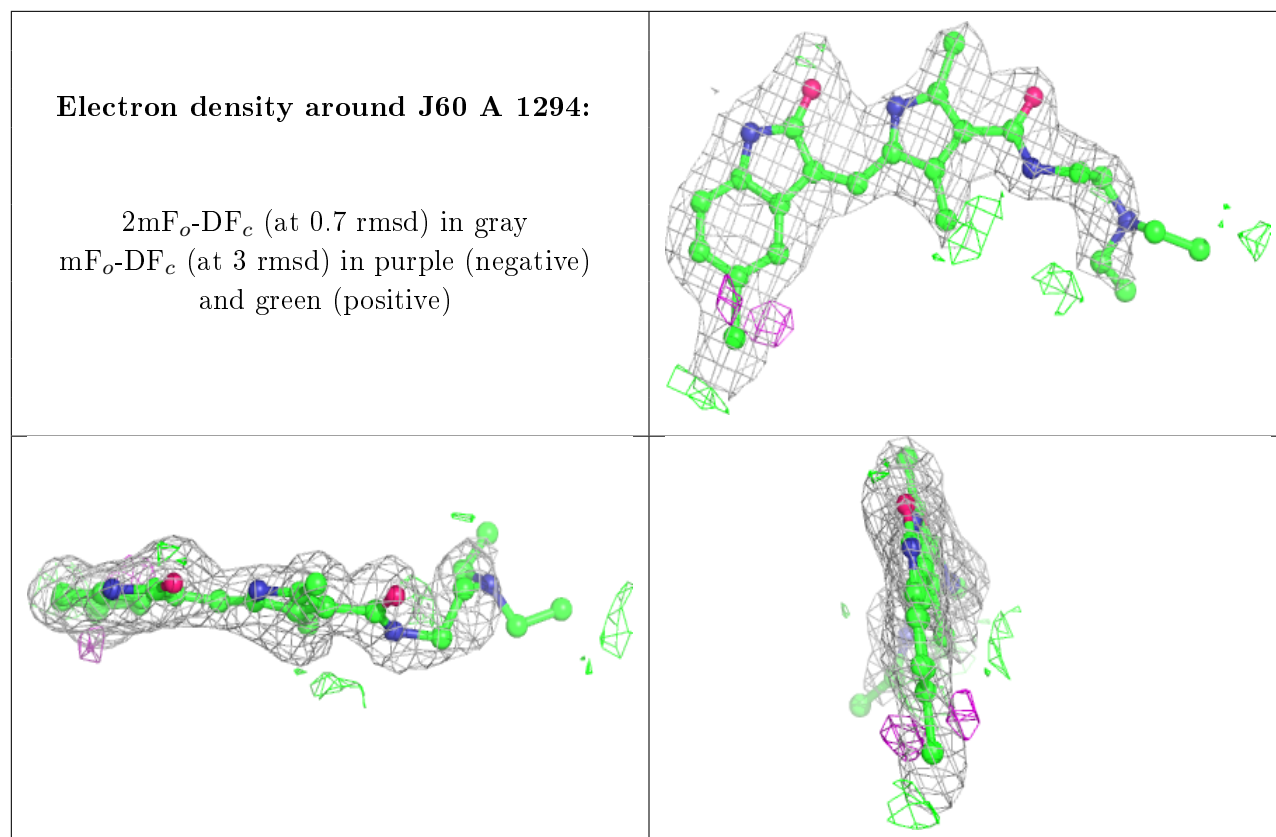 Electron density around J60 A 1294:
2mFₒ-DF𝒸 (at 0.7 rmsd) in gray
mFₒ-DF𝒸 (at 3 rmsd) in purple (negative)
and green (positive)